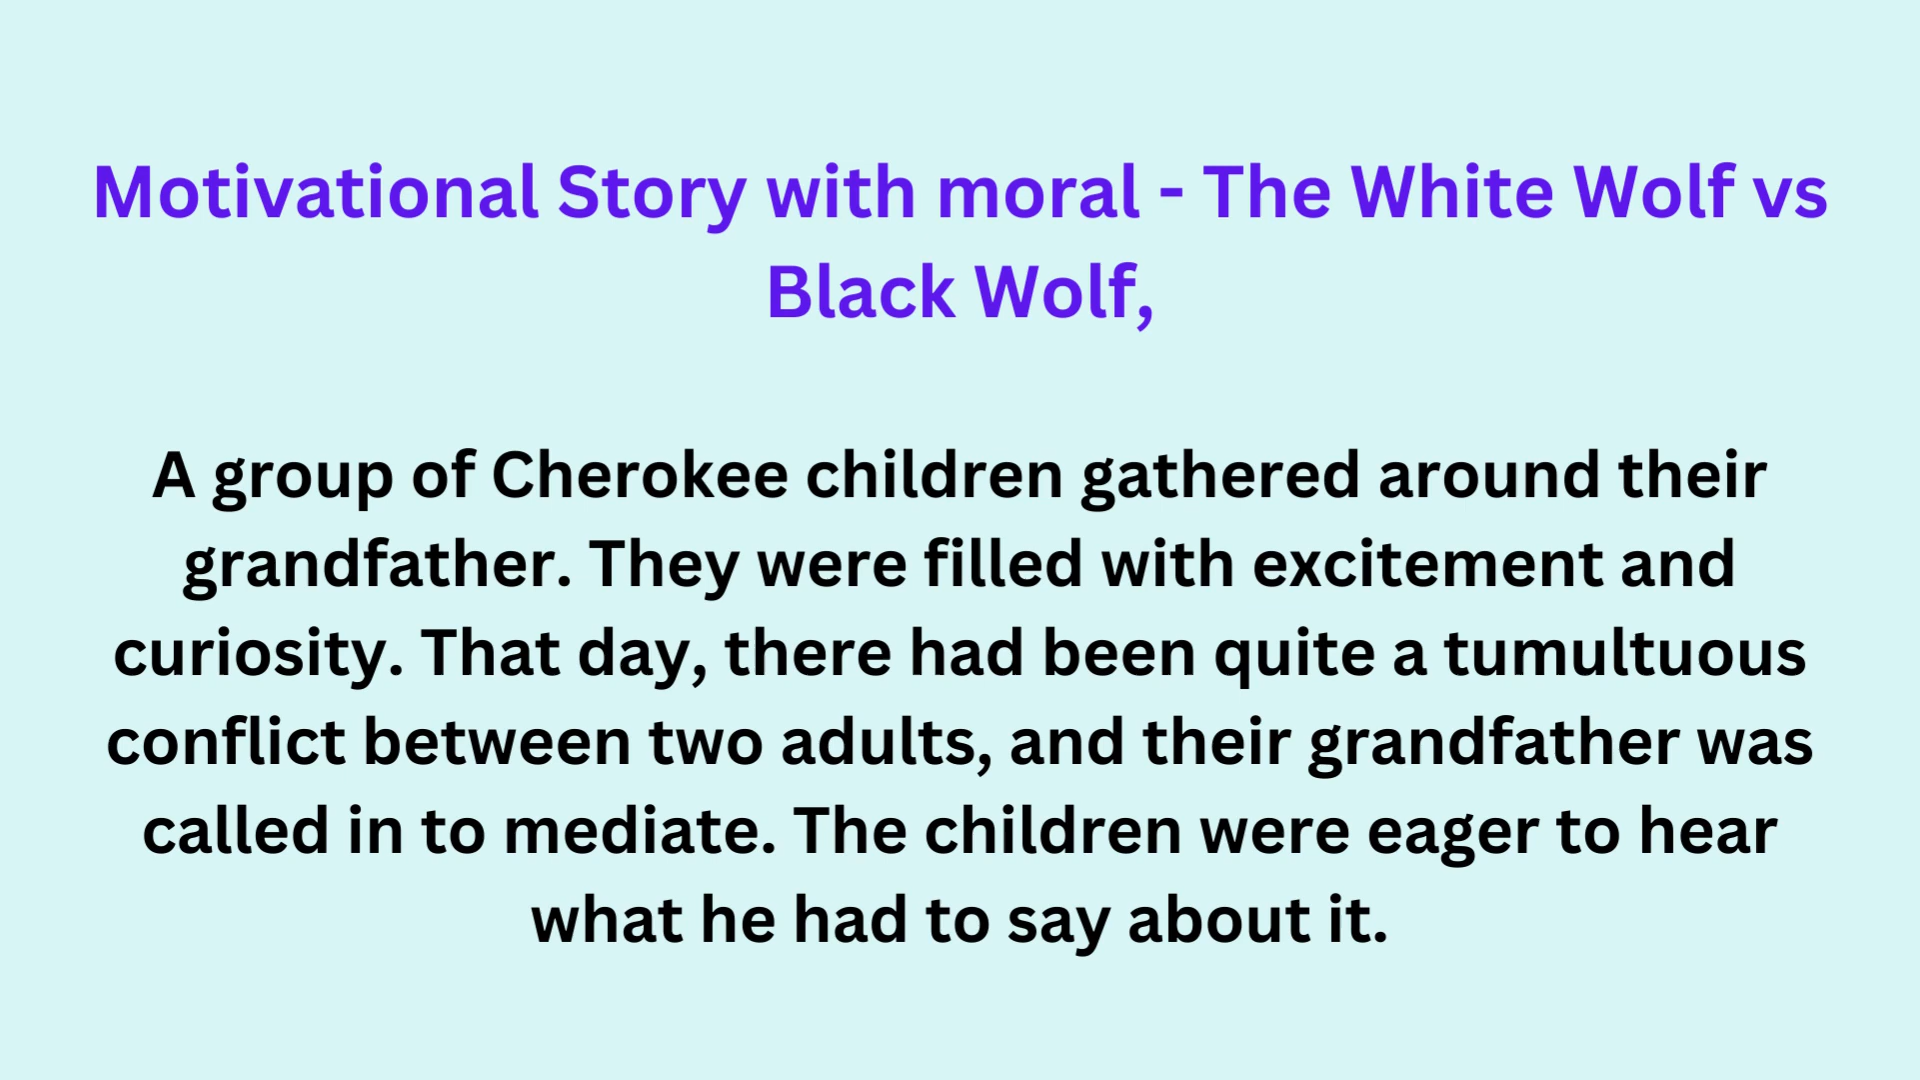 Motivational Story with moral - The White Wolf vs
Black Wolf,
A group of Cherokee children gathered around their
grandfather. They were filled with excitement and
curiosity. That day, there had been quite a tumultuous
conflict between two adults, and their grandfather was
called in to mediate. The children were eager to hear
what he had to say about it.